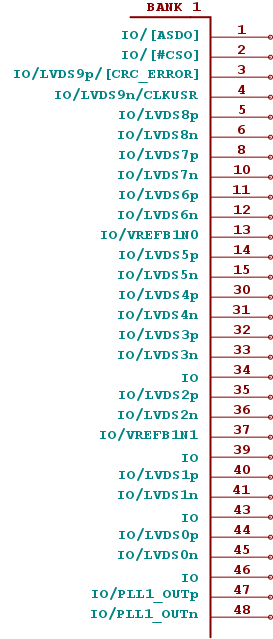 BANK 1
IO/[ASDO] 1
IO/[#CSO] 2
IO/LVDS9p/[CRC_ERROR] 3
IO/LVDS9n/CLKUSR 4
IO/LVDS8p 5
IO/LVDS8n 6
IO/LVDS7p 8
IO/LVDS7n 10
IO/LVDS6p 11
IO/LVDS6n 12
IO/VREFB1N0 13
IO/LVDS5p 14
IO/LVDS5n 15
IO/LVDS4p 30
IO/LVDS4n 31
IO/LVDS3p 32
IO/LVDS3n 33
IO 34
IO/LVDS2p 35
IO/LVDS2n 36
IO/VREFB1N1 37
IO 39
IO/LVDS1p 40
IO/LVDS1n 41
IO 43
IO/LVDS0p 44
IO/LVDS0n 45
IO 46
IO/PLL1_OUTp 47
IO/PLL1_OUTn 48